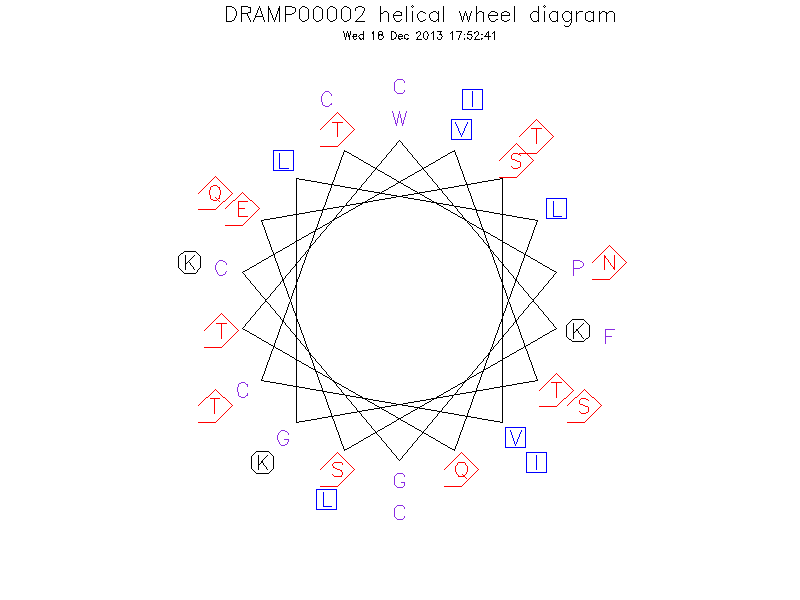 DRAMP00002 helical wheel diagram
Wed 18 Dec 2013 17:52:41
C
C I
W
T V T
L S
Q
E L
K C P N
T K F
C T
T S
G V
K I
S Q
G
L
C